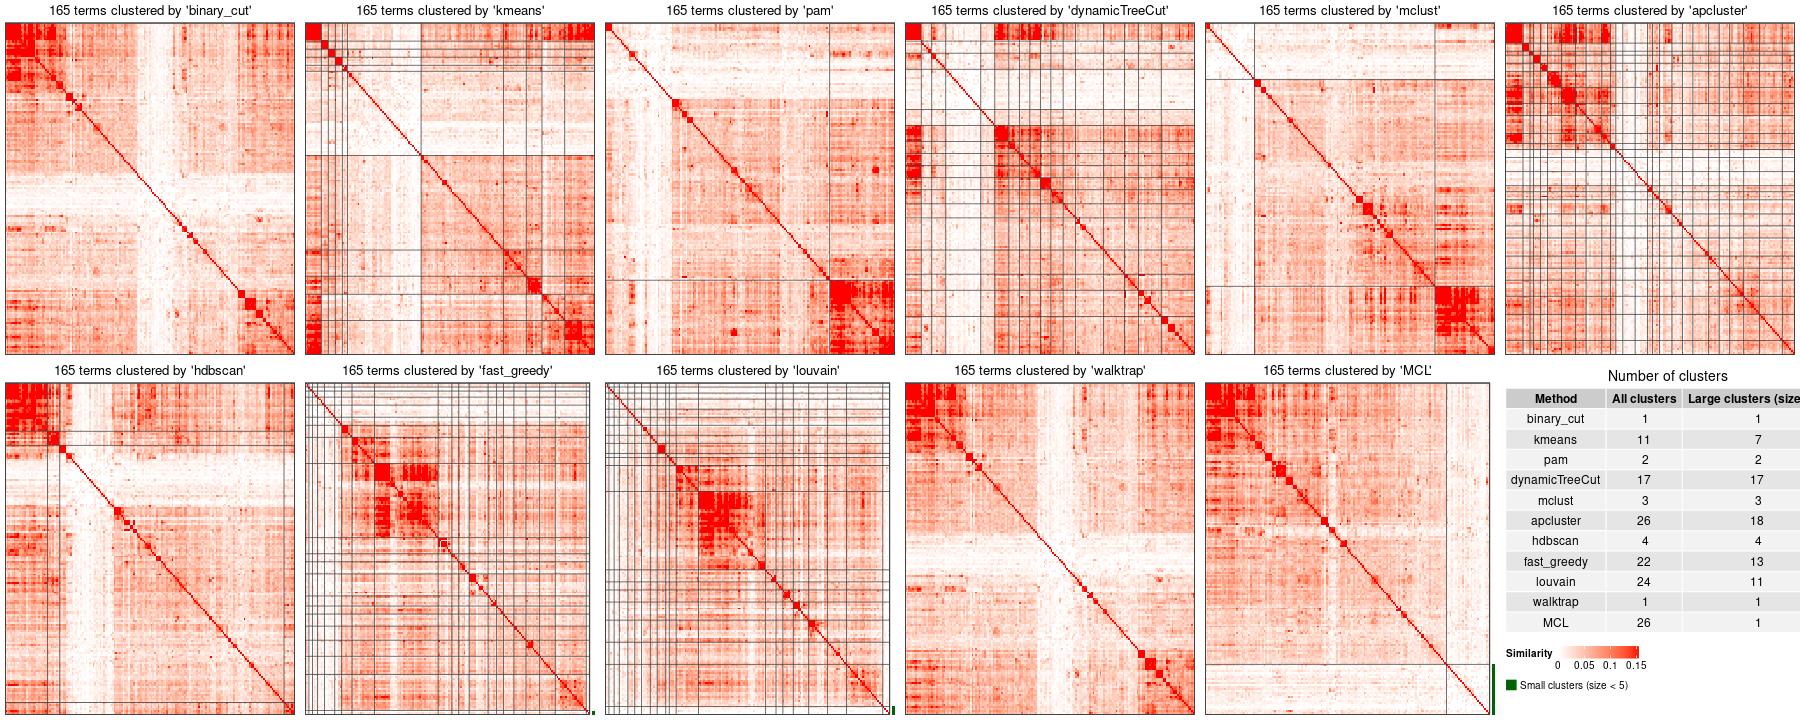 165 terms clustered by 'binary_cut'
165 terms clustered by 'kmeans'
165 terms clustered by 'pam'
165 terms clustered by 'dynamicTreeCut'
165 terms clustered by 'mclust'
165 terms clustered by 'apcluster'
165 terms clustered by 'hdbscan'
165 terms clustered by 'fast_greedy'
165 terms clustered by 'louvain'
165 terms clustered by 'walktrap'
165 terms clustered by 'MCL'
Number of clusters
Method All clusters Large clusters (size
binary_cut 1 1
kmeans 11 7
pam 2 2
dynamicTreeCut 17 17
mclust 3 3
apcluster 26 18
hdbscan 4 4
fast_greedy 22 13
louvain 24 11
walktrap 1 1
MCL 26 1
Similarity
0 0.05 0.1 0.15
Small clusters (size < 5)